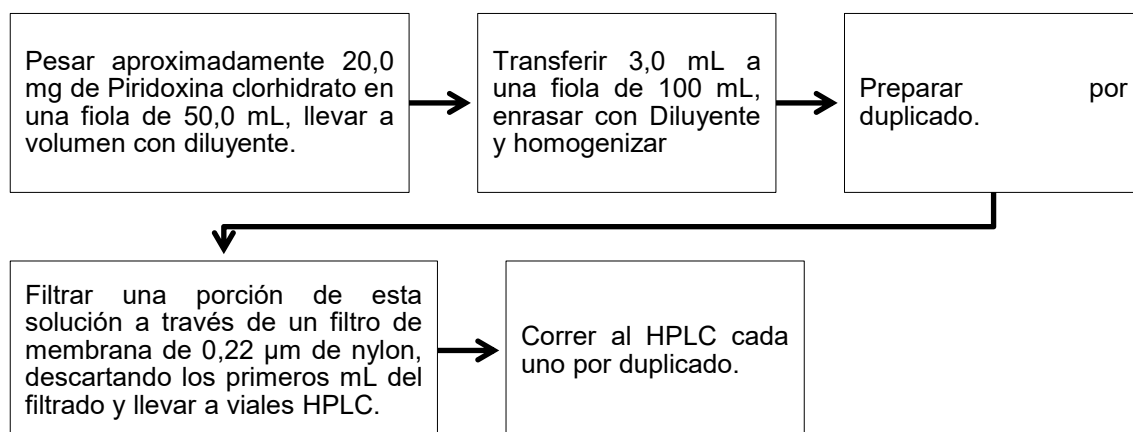 Pesar aproximadamente 20,0
mg de Piridoxina clorhidrato en
una fiola de 50,0 mL, llevar a
volumen con diluyente.
Transferir 3,0 mL a
una fiola de 100 mL,
enrasar con Diluyente
y homogenizar
Preparar por
duplicado.
Filtrar una porción de esta
solución a través de un filtro de
membrana de 0,22 µm de nylon,
descartando los primeros mL del
filtrado y llevar a viales HPLC.
Correr al HPLC cada
uno por duplicado.